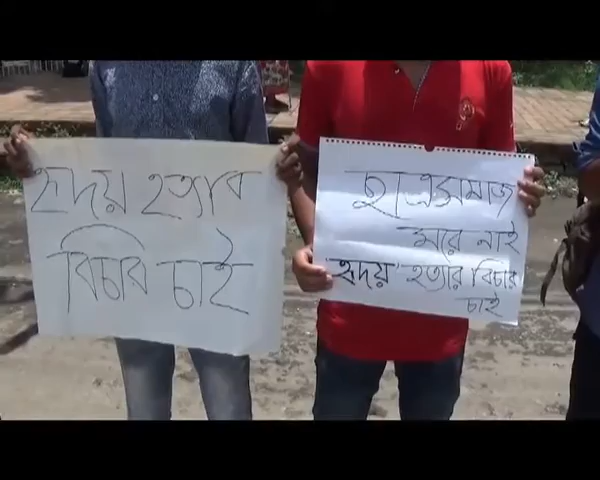 হৃদয় হত্যার
বিচার চাই
ছাত্রসমাজ
মরে নাই
হৃদয় হত্যার বিচার
চাই